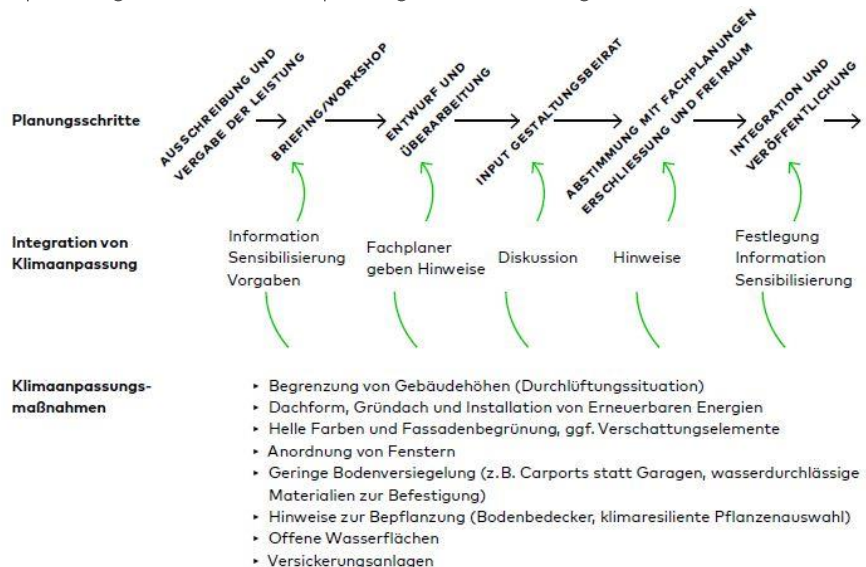 Planungsschritte
AUSSCHREIBUNG UND
VERGABE DER LEISTUNG
BRIEFING/WORKSHOP
ENTWURF UND
ÜBERARBEITUNG
INPUT GESTALTUNGSBEIRAT
ABSTIMMUNG MIT FACHPLANUNGEN
ERSCHLIESSUNG UND FREIRAUM
INTEGRATION UND
VERÖFFENTLICHUNG
Integration von
Klimaanpassung
Information
Sensibilisierung
Vorgaben
Fachplaner
geben Hinweise
Diskussion
Hinweise
Festlegung
Information
Sensibilisierung
Klimaanpassungs-
maßnahmen
‣ Begrenzung von Gebäudehöhen (Durchlüftungssituation)
‣ Dachform, Gründach und Installation von Erneuerbaren Energien
‣ Helle Farben und Fassadenbegrünung, ggf. Verschattungselemente
‣ Anordnung von Fenstern
‣ Geringe Bodenversiegelung (z.B. Carports statt Garagen, wasserdurchlässige
Materialien zur Befestigung)
‣ Hinweise zur Bepflanzung (Bodenbedecker, klimaresiliente Pflanzenauswahl)
‣ Offene Wasserflächen
‣ Versickerungsanlagen